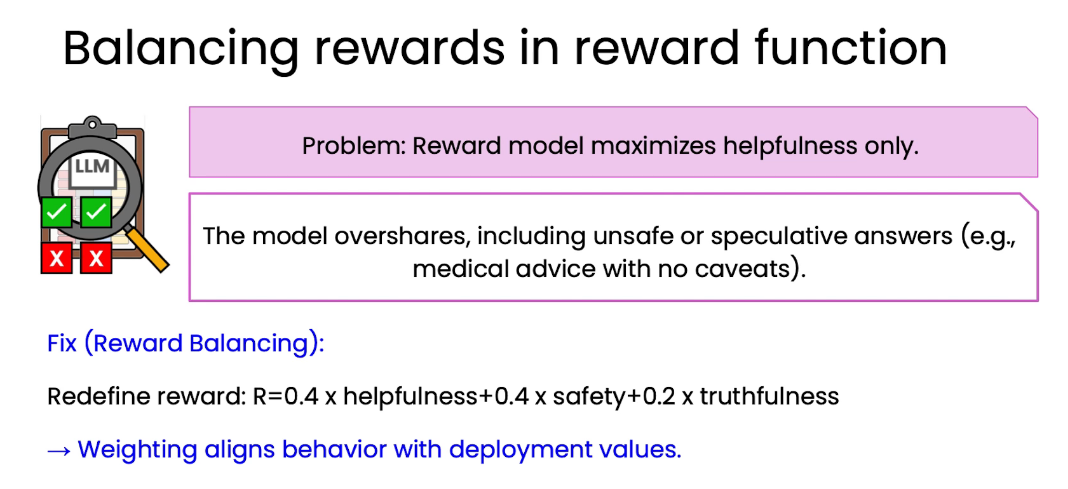 Balancing rewards in reward function
LLM
Problem: Reward model maximizes helpfulness only.
The model overshares, including unsafe or speculative answers (e.g.,
medical advice with no caveats).
X X
Fix (Reward Balancing):
Redefine reward: R=0.4 x helpfulness+0.4 x safety+0.2 x truthfulness
→ Weighting aligns behavior with deployment values.